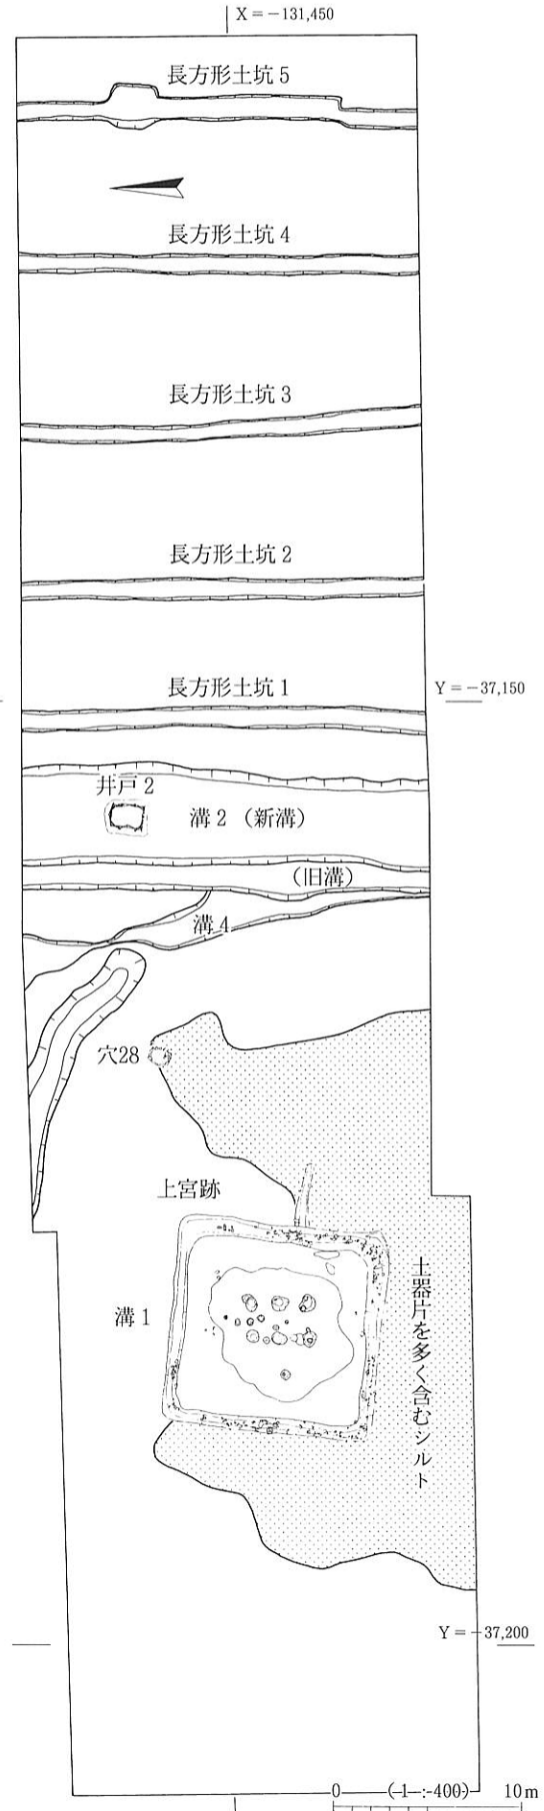 X＝−131,450
長方形土坑5
長方形土坑4
長方形土坑3
長方形土坑2
長方形土坑1
Y＝−37,150
井戸2
溝2（新溝）
（旧溝）
溝4
穴28
上宮跡
溝1
土器片を多く含むシルト
Y＝−37,200
0 (1：400) 10m